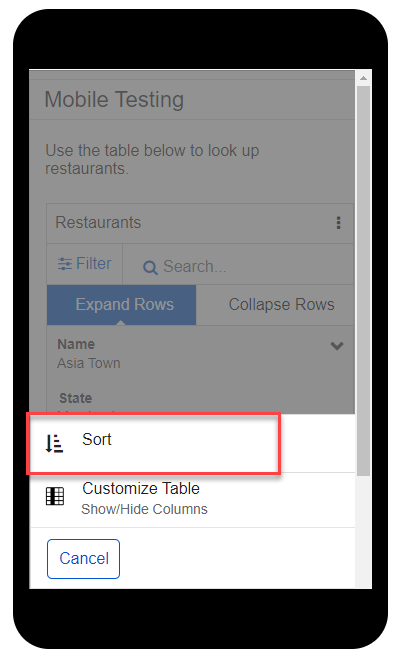 Mobile Testing
Use the table below to look up
restaurants.
Restaurants
Filter
Search...
Expand Rows
Collapse Rows
Name
Asia Town
State
Sort
Customize Table
Show/Hide Columns
Cancel